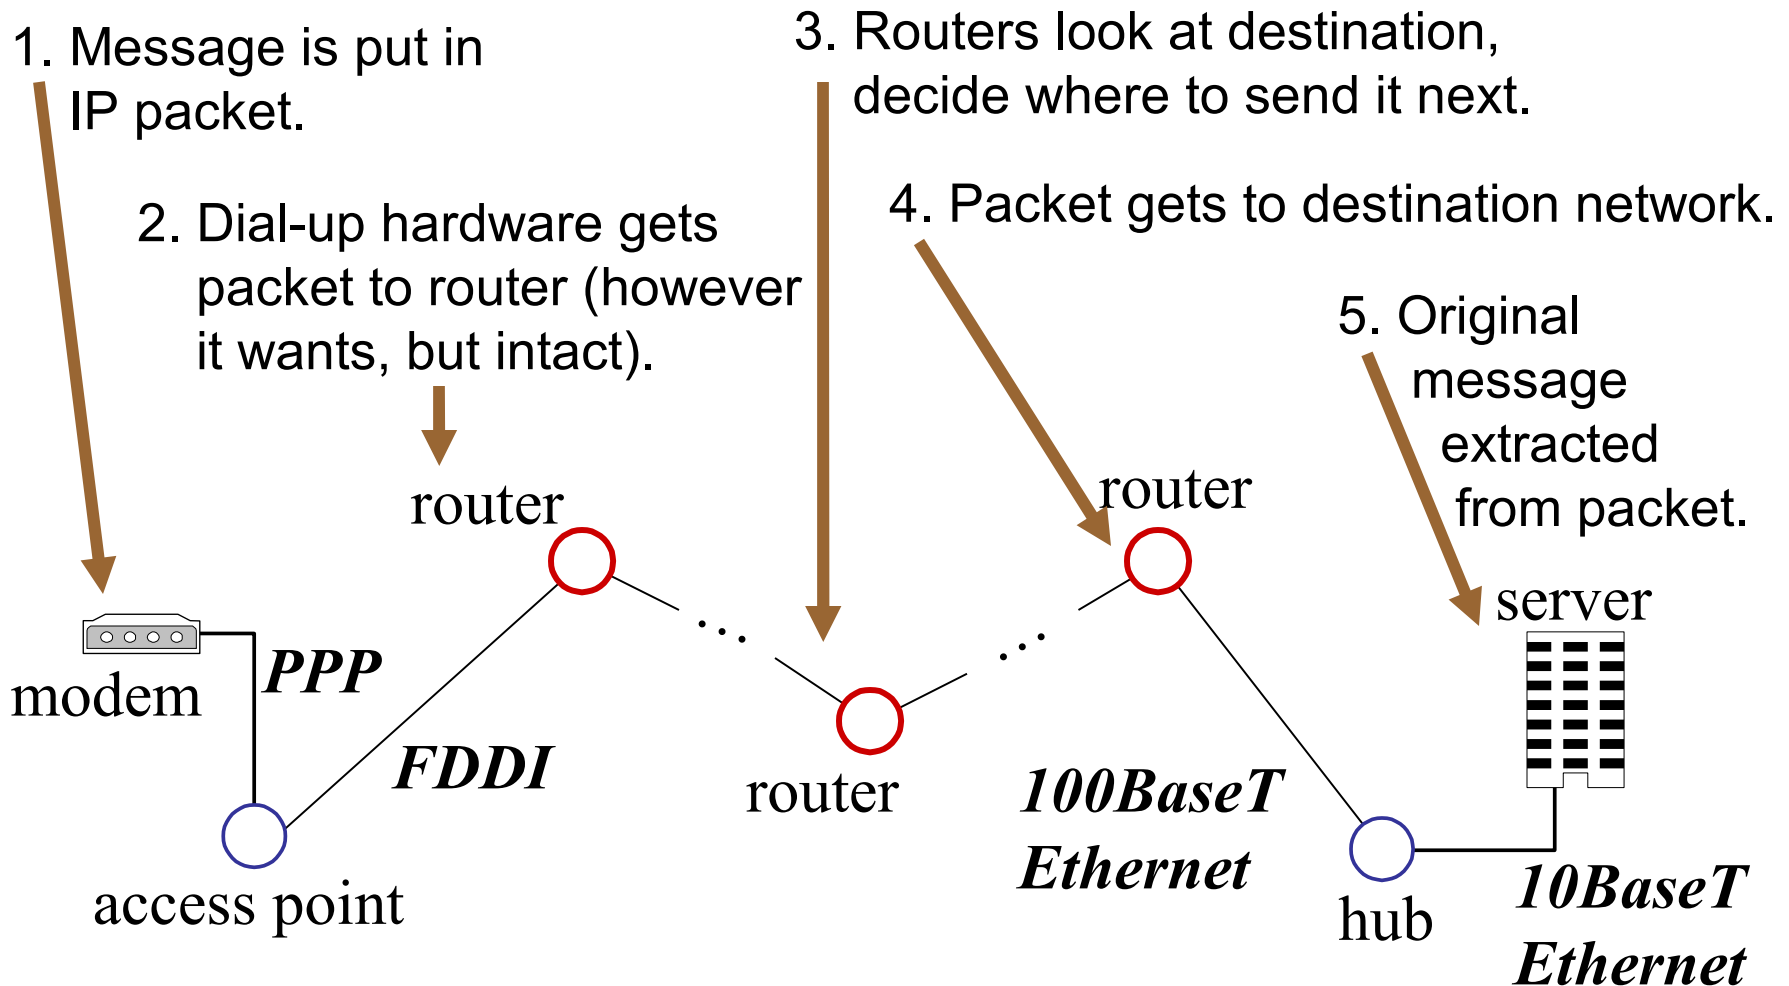 1. Message is put in
IP packet.
2. Dial-up hardware gets
packet to router (however
it wants, but intact).
3. Routers look at destination,
decide where to send it next.
4. Packet gets to destination network.
5. Original
message
extracted
from packet.
router
router
server
modem
PPP
FDDI
router
100BaseT
Ethernet
access point
hub
10BaseT
Ethernet